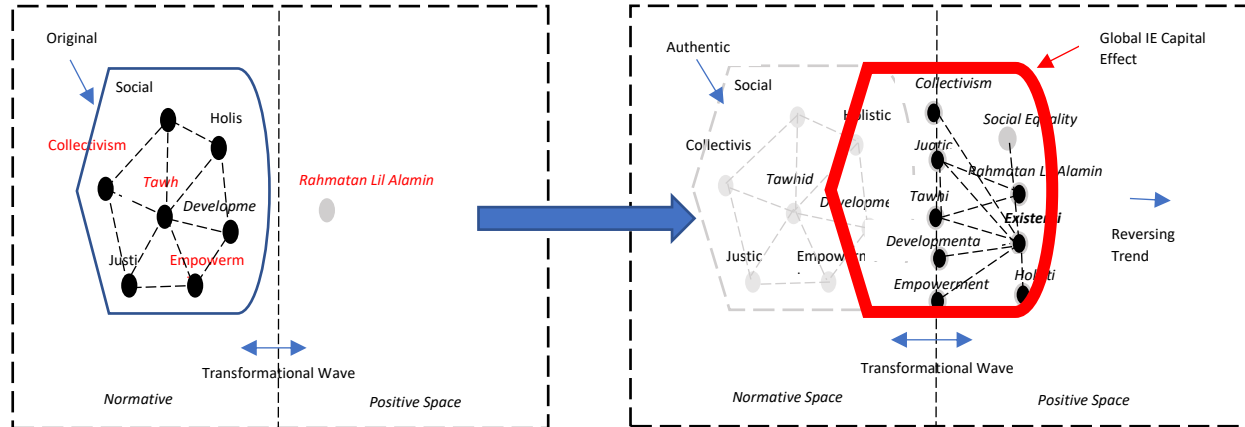 Original
Social
Holis
Collectivism
Tawh
Rahmatan Lil Alamin
Developme
Justi
Empowerm
Transformational Wave
Normative
Positive Space
Authentic
Global IE Capital
Effect
Social
Collectivism
Holistic
Social Equality
Collectivis
Justic
Rahmatan Lil Alamin
Tawhid
Tawhi
Developme
Existenti
Developmenta
Reversing
Trend
Justic
Empowerm
Empowerment
Holisti
Transformational Wave
Normative Space
Positive Space